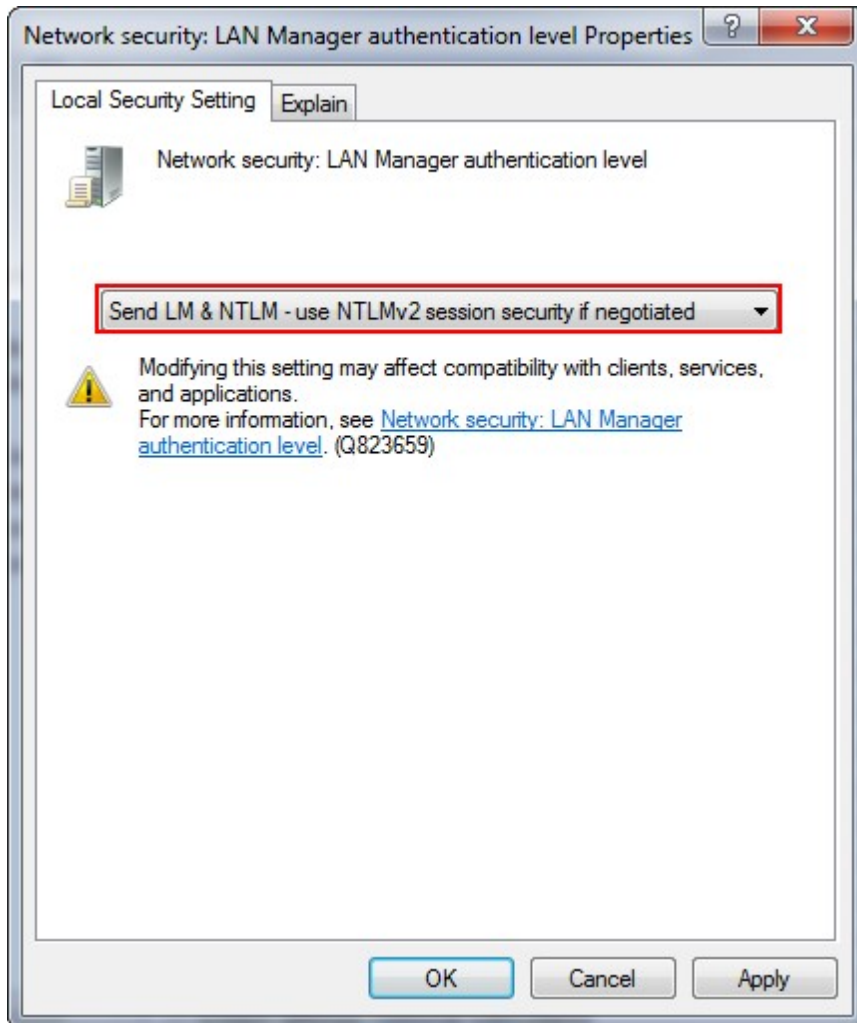 Network security: LAN Manager authentication level Properties
Local Security Setting
Explain
Network security: LAN Manager authentication level
Send LM & NTLM - use NTLMv2 session security if negotiated
Modifying this setting may affect compatibility with clients, services,
and applications.
For more information, see Network security: LAN Manager
authentication level. (Q823659)
OK
Cancel
Apply